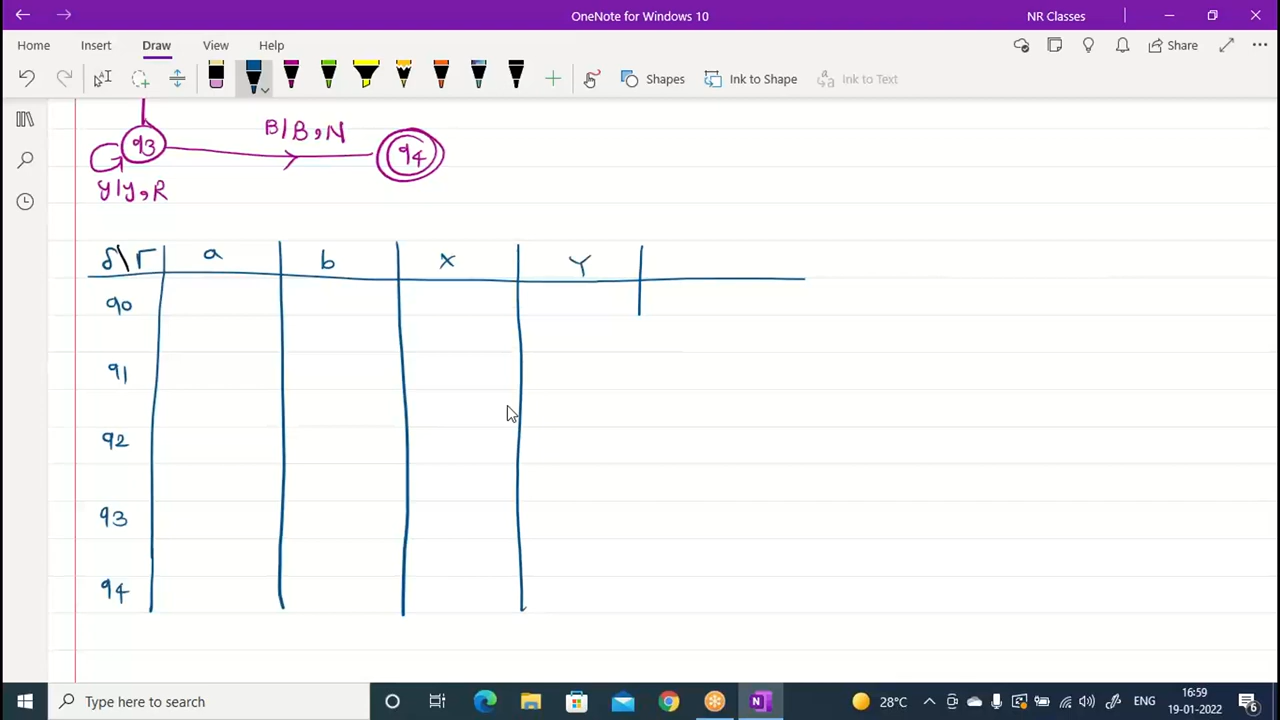 OneNote for Windows 10
NR Classes
Home Insert Draw View Help
Share
Shapes Ink to Shape Ink to Text
q3 B/B,N q4
y/y,R
δ\Γ a b X Y
q0
q1
q2
q3
q4
Type here to search
28°C ENG 16:59
19-01-2022 6